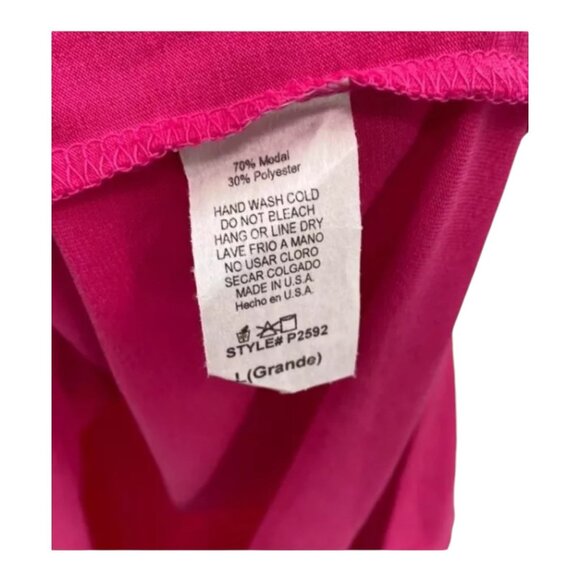 70% Modal
30% Polyester
HAND WASH COLD
DO NOT BLEACH
HANG OR LINE DRY
LAVE FRIO A MANO
NO USAR CLORO
SECAR COLGADO
MADE IN U.S.A.
Hecho en U.S.A.
STYLE# P2592
L(Grande)